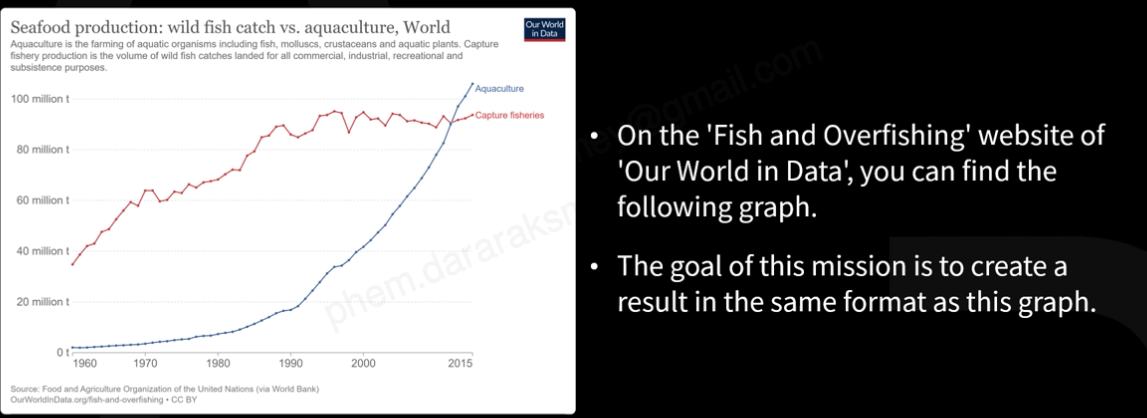 Seafood production: wild fish catch vs. aquaculture, World
Our World
in Data
Aquaculture is the farming of aquatic organisms including fish, molluscs, crustaceans and aquatic plants. Capture
fishery production is the volume of wild fish catches landed for all commercial, industrial, recreational and
subsistence purposes.
100 million t
80 million t
60 million t
40 million t
20 million t
0 t
Aquaculture
Capture fisheries
1960
1970
1980
1990
2000
2015
Source: Food and Agriculture Organization of the United Nations (via World Bank)
OurWorldInData.org/fish-and-overfishing • CC BY
• On the 'Fish and Overfishing' website of
'Our World in Data', you can find the
following graph.
• The goal of this mission is to create a
result in the same format as this graph.